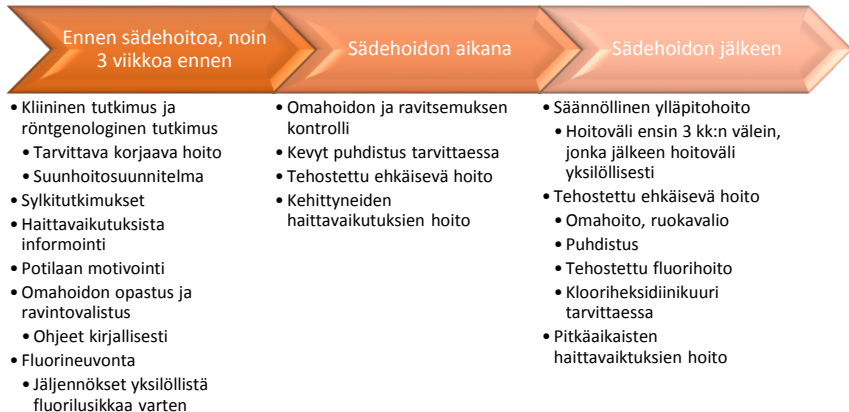 Ennen sädehoitoa, noin
3 viikkoa ennen
• Kliininen tutkimus ja
röntgenologinen tutkimus
• Tarvittava korjaava hoito
• Suunhoitosuunnitelma
• Sylkitutkimukset
• Haittavaikutuksista
informointi
• Potilaan motivointi
• Omahoidon opastus ja
ravintovalistus
• Ohjeet kirjallisesti
• Fluorineuvonta
• Jäljennökset yksilöllistä
fluorilusikkaa varten
Sädehoidon aikana
• Omahoidon ja ravitsemuksen
kontrolli
• Kevyt puhdistus tarvittaessa
• Tehostettu ehkäisevä hoito
• Kehittyneiden
haittavaikutuksien hoito
Sädehoidon jälkeen
• Säännöllinen ylläpitohoito
• Hoitoväli ensin 3 kk:n välein,
jonka jälkeen hoitoväli
yksilöllisesti
• Tehostettu ehkäisevä hoito
• Omahoito, ruokavalio
• Puhdistus
• Tehostettu fluorihoito
• Klooriheksidiinikuuri
tarvittaessa
• Pitkäaikaisten
haittavaiktuksien hoito